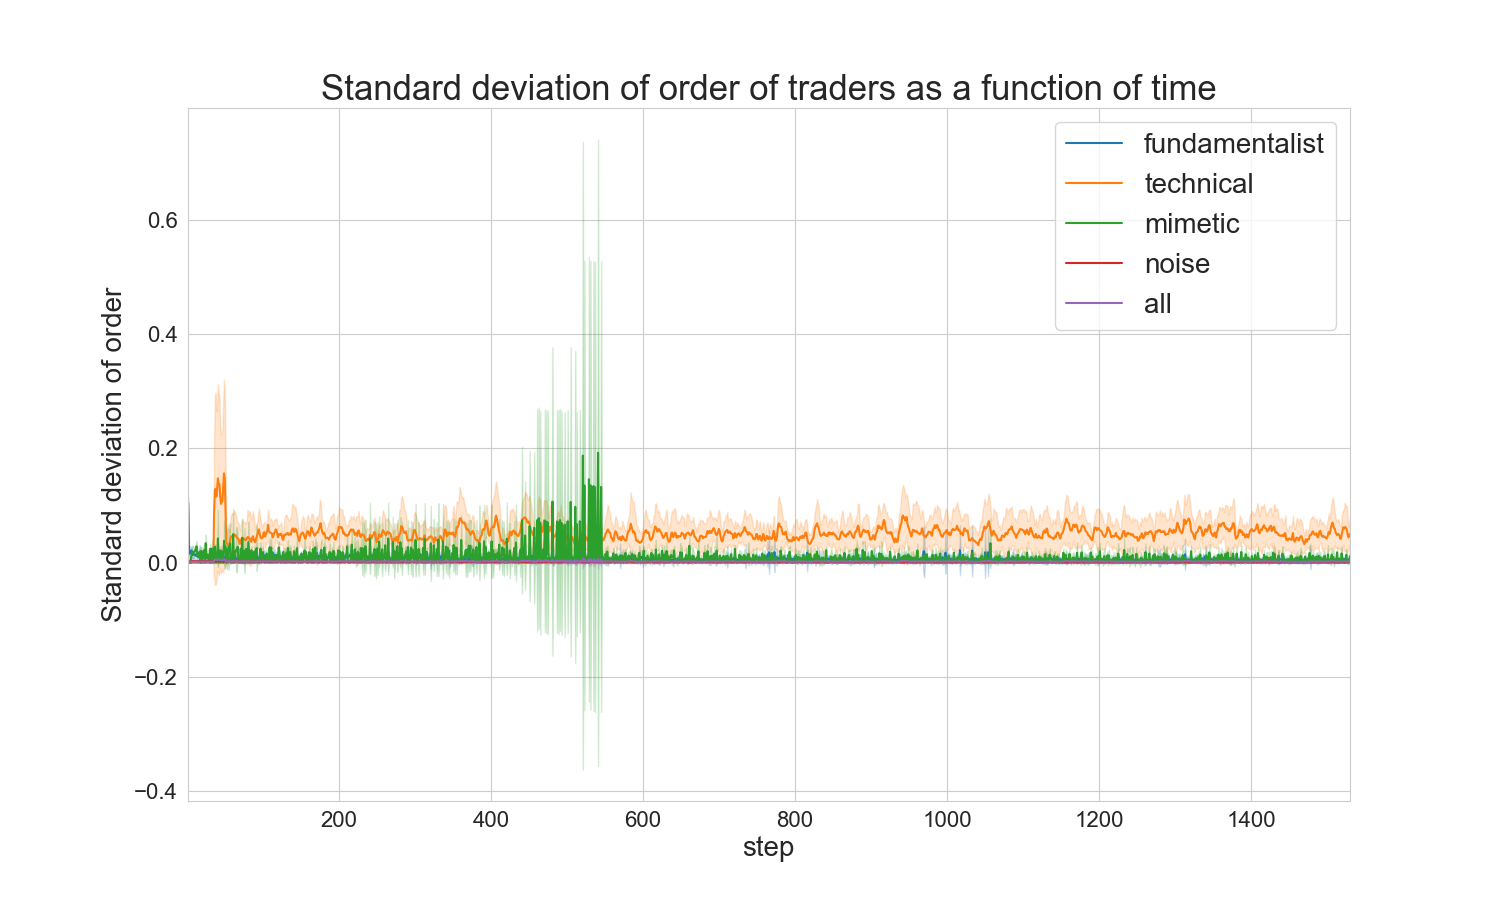 Standard deviation of order of traders as a function of time
fundamentalist
technical
mimetic
noise
all
Standard deviation of order
0.6
0.4
0.2
0.0
−0.2
−0.4
200 400 600 800 1000 1200 1400
step